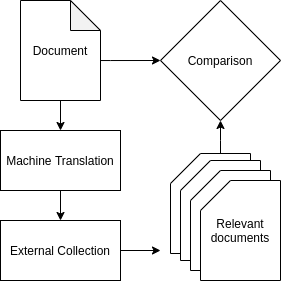 Document
Comparison
Machine Translation
External Collection
Relevant
documents